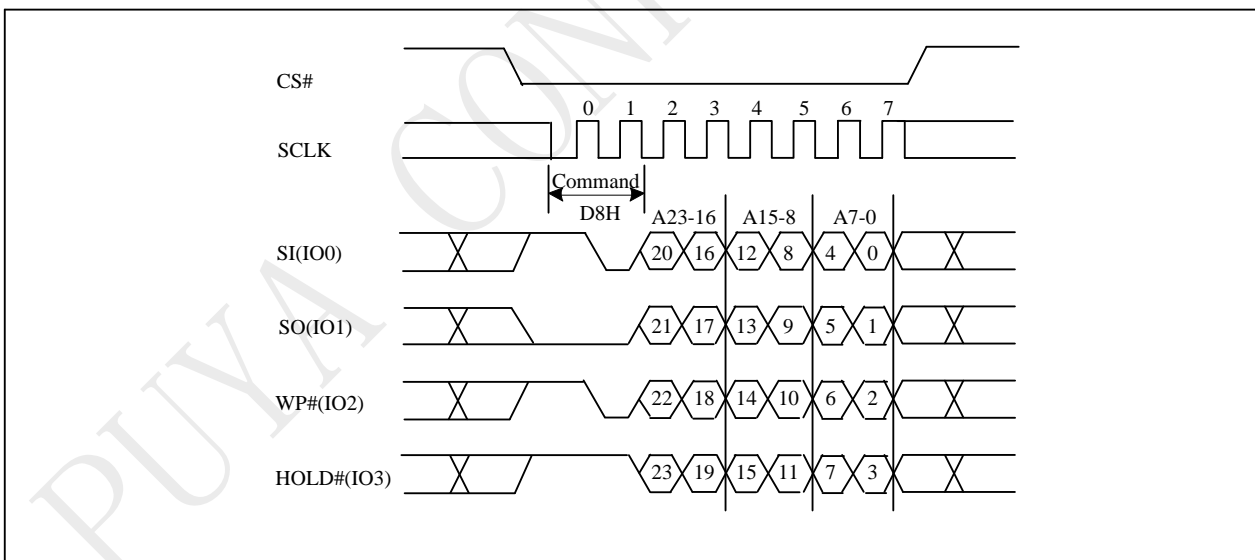 CS#
0 1 2 3 4 5 6 7
SCLK
Command
D8H
A23-16 A15-8 A7-0
SI(IO0) 20 16 12 8 4 0
SO(IO1) 21 17 13 9 5 1
WP#(IO2) 22 18 14 10 6 2
HOLD#(IO3) 23 19 15 11 7 3
PUYA CON